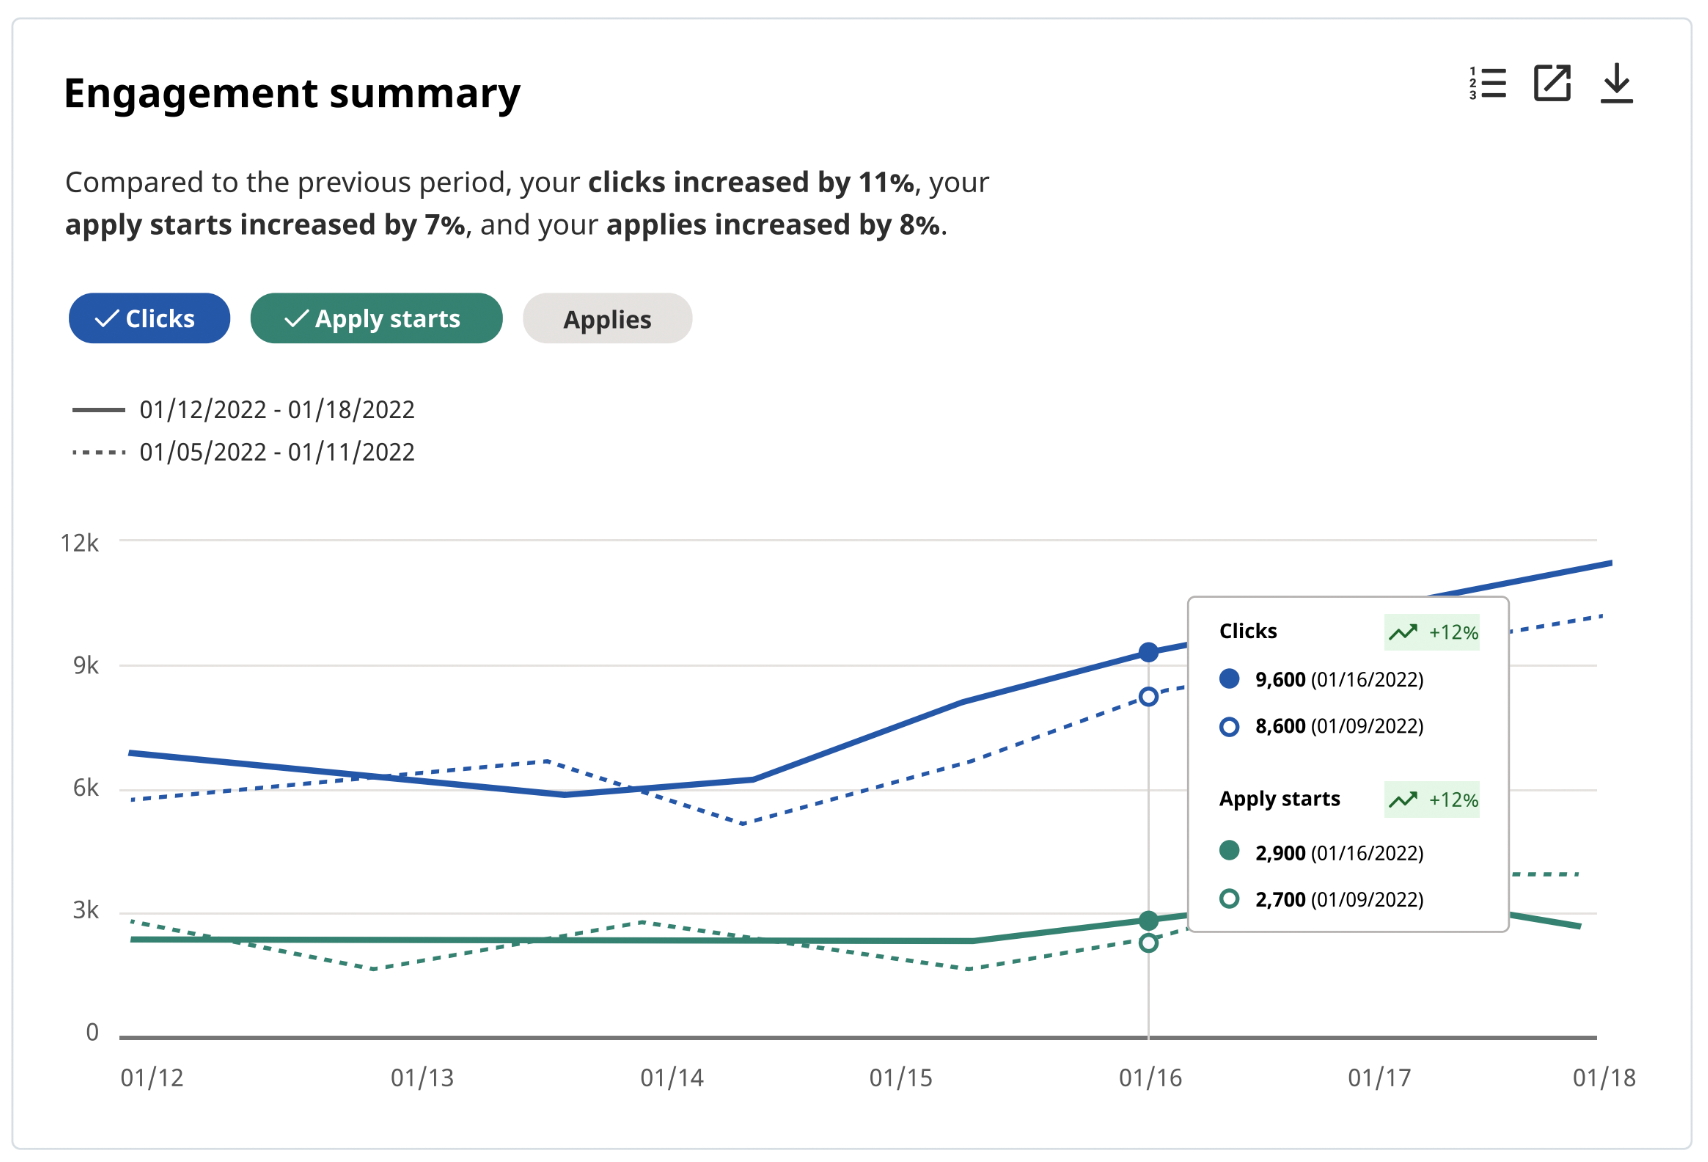 Engagement summary
1
2
3
Compared to the previous period, your clicks increased by 11%, your
apply starts increased by 7%, and your applies increased by 8%.
Clicks
Apply starts
Applies
01/12/2022 - 01/18/2022
01/05/2022 - 01/11/2022
12k
9k
6k
3k
0
Clicks
+12%
9,600 (01/16/2022)
8,600 (01/09/2022)
Apply starts
+12%
2,900 (01/16/2022)
2,700 (01/09/2022)
01/12
01/13
01/14
01/15
01/16
01/17
01/18